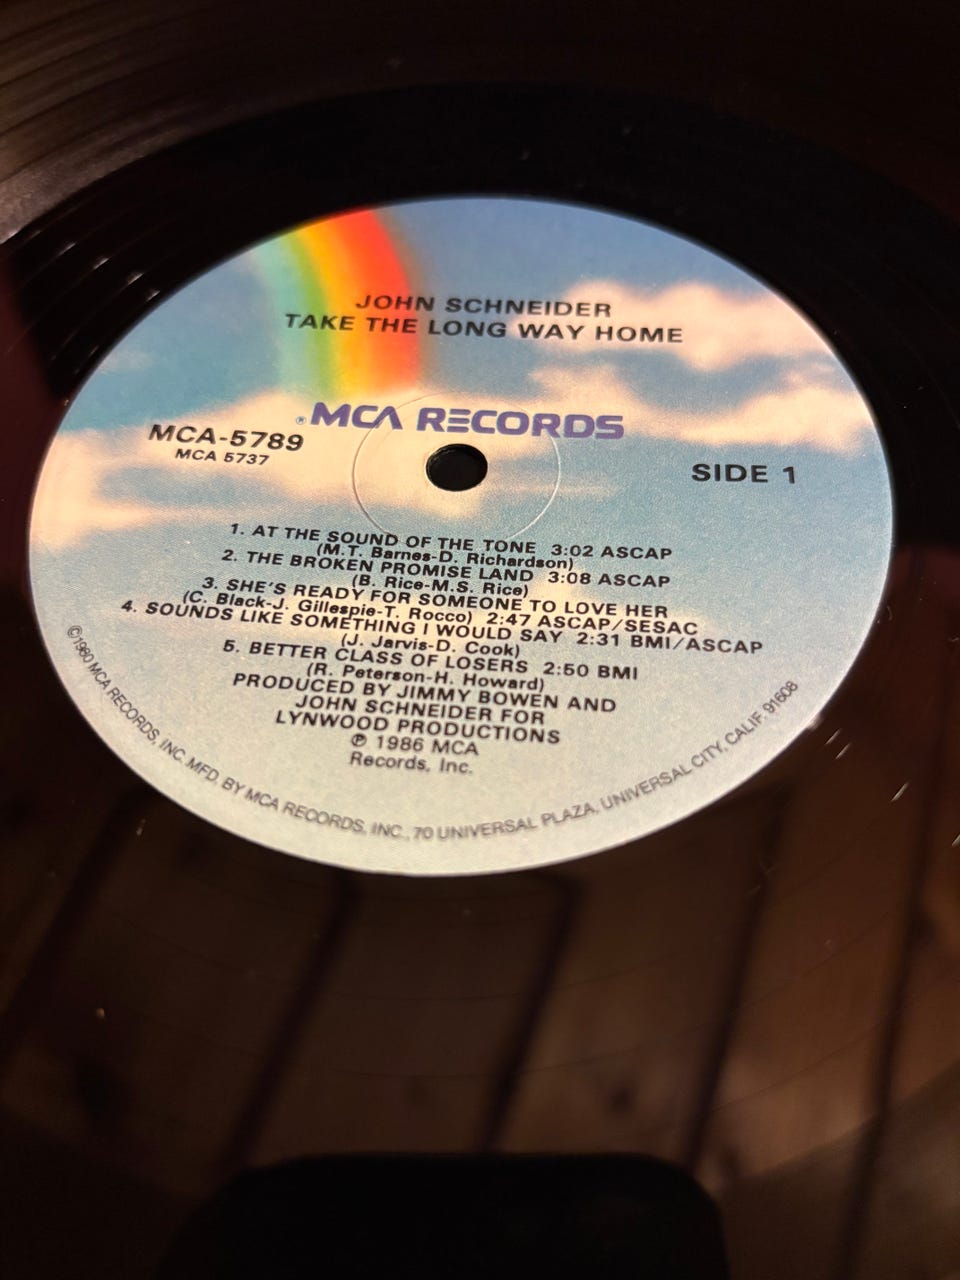 JOHN SCHNEIDER
TAKE THE LONG WAY HOME
® MCA RECORDS
MCA-5789
MCA 5737
SIDE 1
1. AT THE SOUND OF THE TONE 3:02 ASCAP
(M.T. Barnes-D. Richardson)
2. THE BROKEN PROMISE LAND 3:08 ASCAP
(B. Rice-M.S. Rice)
3. SHE'S READY FOR SOMEONE TO LOVE HER
(C. Black-J. Gillespie-T. Rocco) 2:47 ASCAP/SESAC
4. SOUNDS LIKE SOMETHING I WOULD SAY 2:31 BMI/ASCAP
(J. Jarvis-D. Cook)
5. BETTER CLASS OF LOSERS 2:50 BMI
(R. Peterson-H. Howard)
PRODUCED BY JIMMY BOWEN AND
JOHN SCHNEIDER FOR
LYNWOOD PRODUCTIONS
℗ 1986 MCA
Records, Inc.
©1980 MCA RECORDS, INC. MFD. BY MCA RECORDS, INC., 70 UNIVERSAL PLAZA, UNIVERSAL CITY, CALIF. 91608